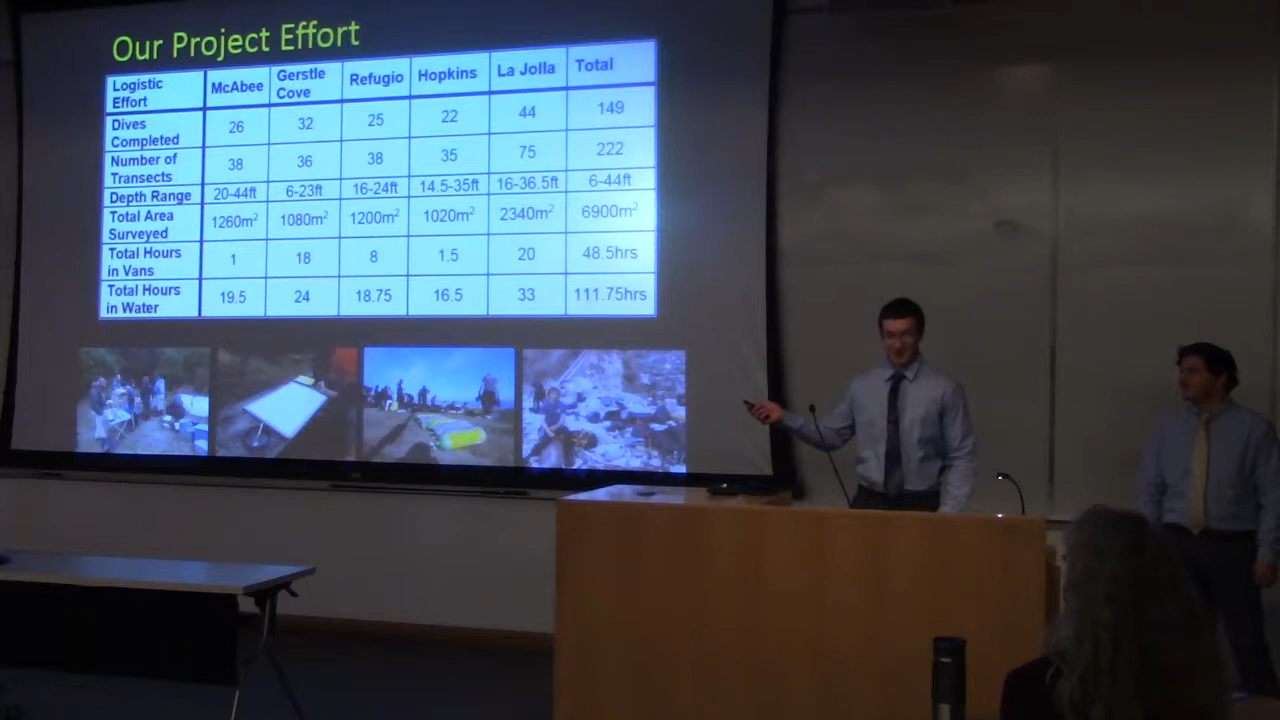 Our Project Effort
Logistic Effort McAbee Gerstle Cove Refugio Hopkins La Jolla Total
Dives Completed 26 32 25 22 44 149
Number of Transects 38 36 38 35 75 222
Depth Range 20-44ft 6-23ft 16-24ft 14.5-35ft 16-36.5ft 6-44ft
Total Area Surveyed 1260m² 1080m² 1200m² 1020m² 2340m² 6900m²
Total Hours in Vans 1 18 8 1.5 20 48.5hrs
Total Hours in Water 19.5 24 18.75 16.5 33 111.75hrs